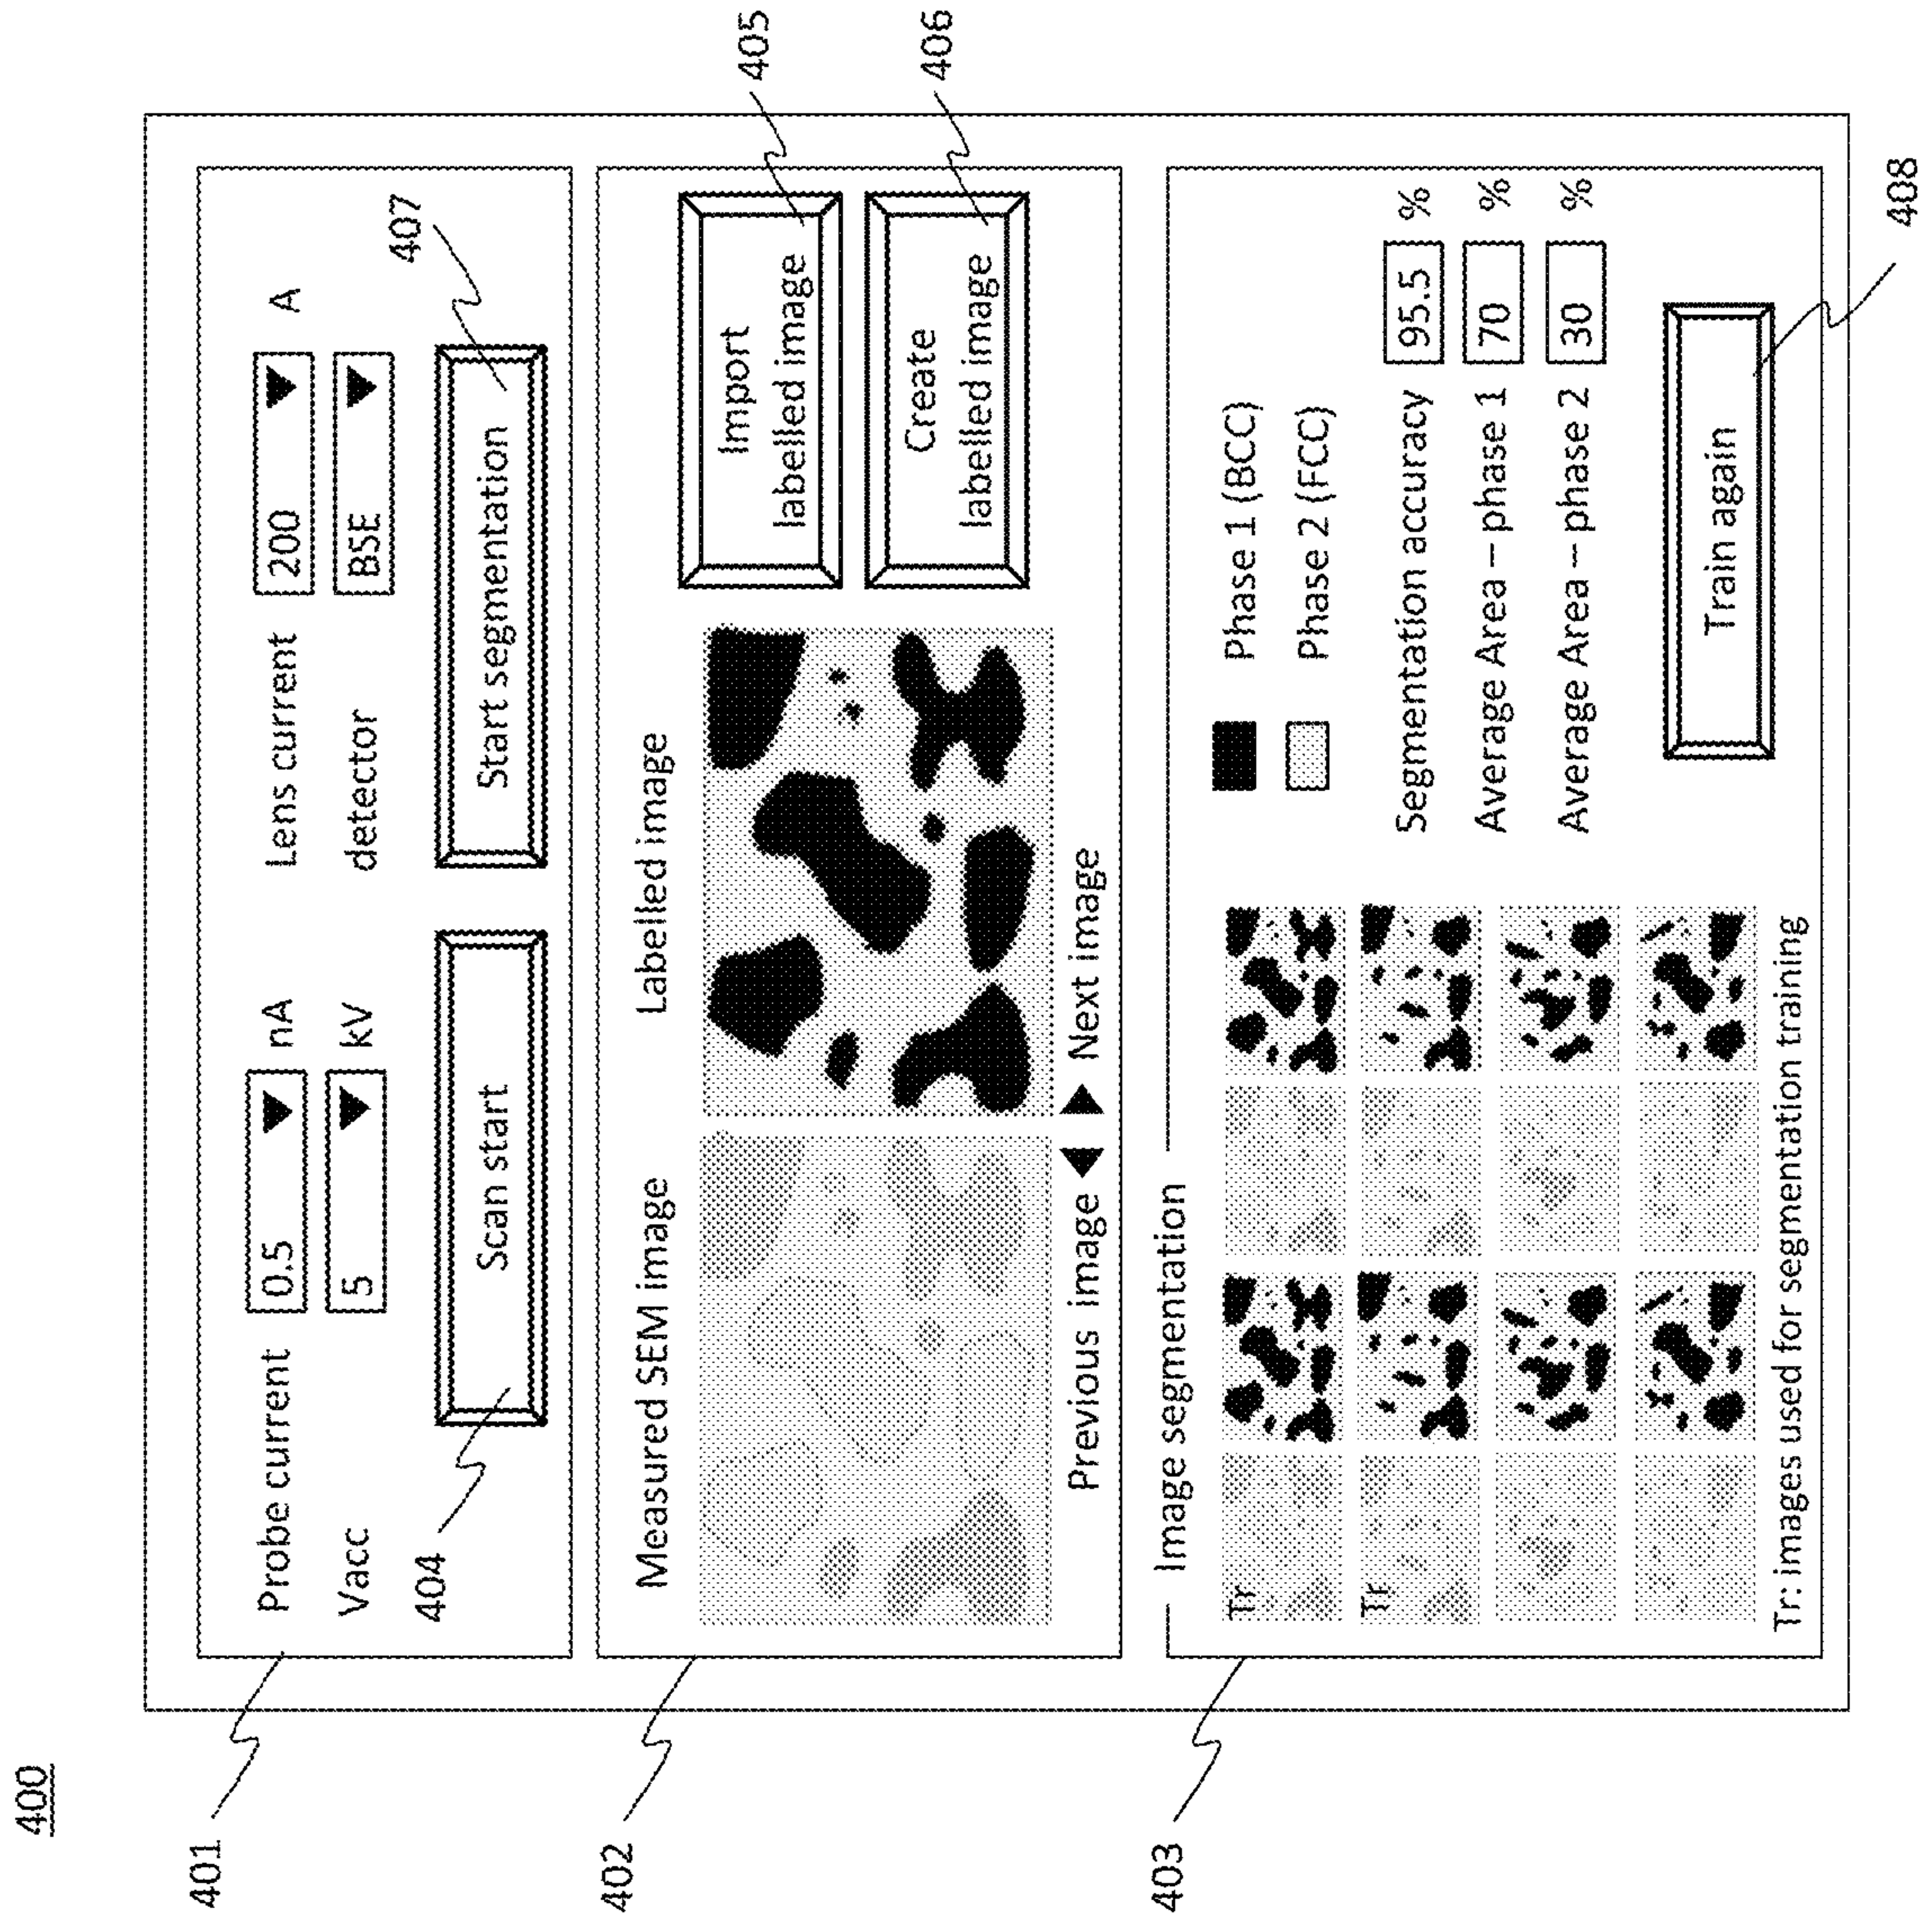 400
401
Probe current 0.5 nA Lens current 200 A
Vacc 5 kV detector BSE
404 407
Scan start Start segmentation
402
Measured SEM image Labelled image
Import
labelled image
405
Create
labelled image
406
Previous image Next image
403
Image segmentation
Tr
Tr
Phase 1 (BCC)
Phase 2 (FCC)
Segmentation accuracy 95.5 %
Average Area – phase 1 70 %
Average Area – phase 2 30 %
Train again
408
Tr: images used for segmentation training